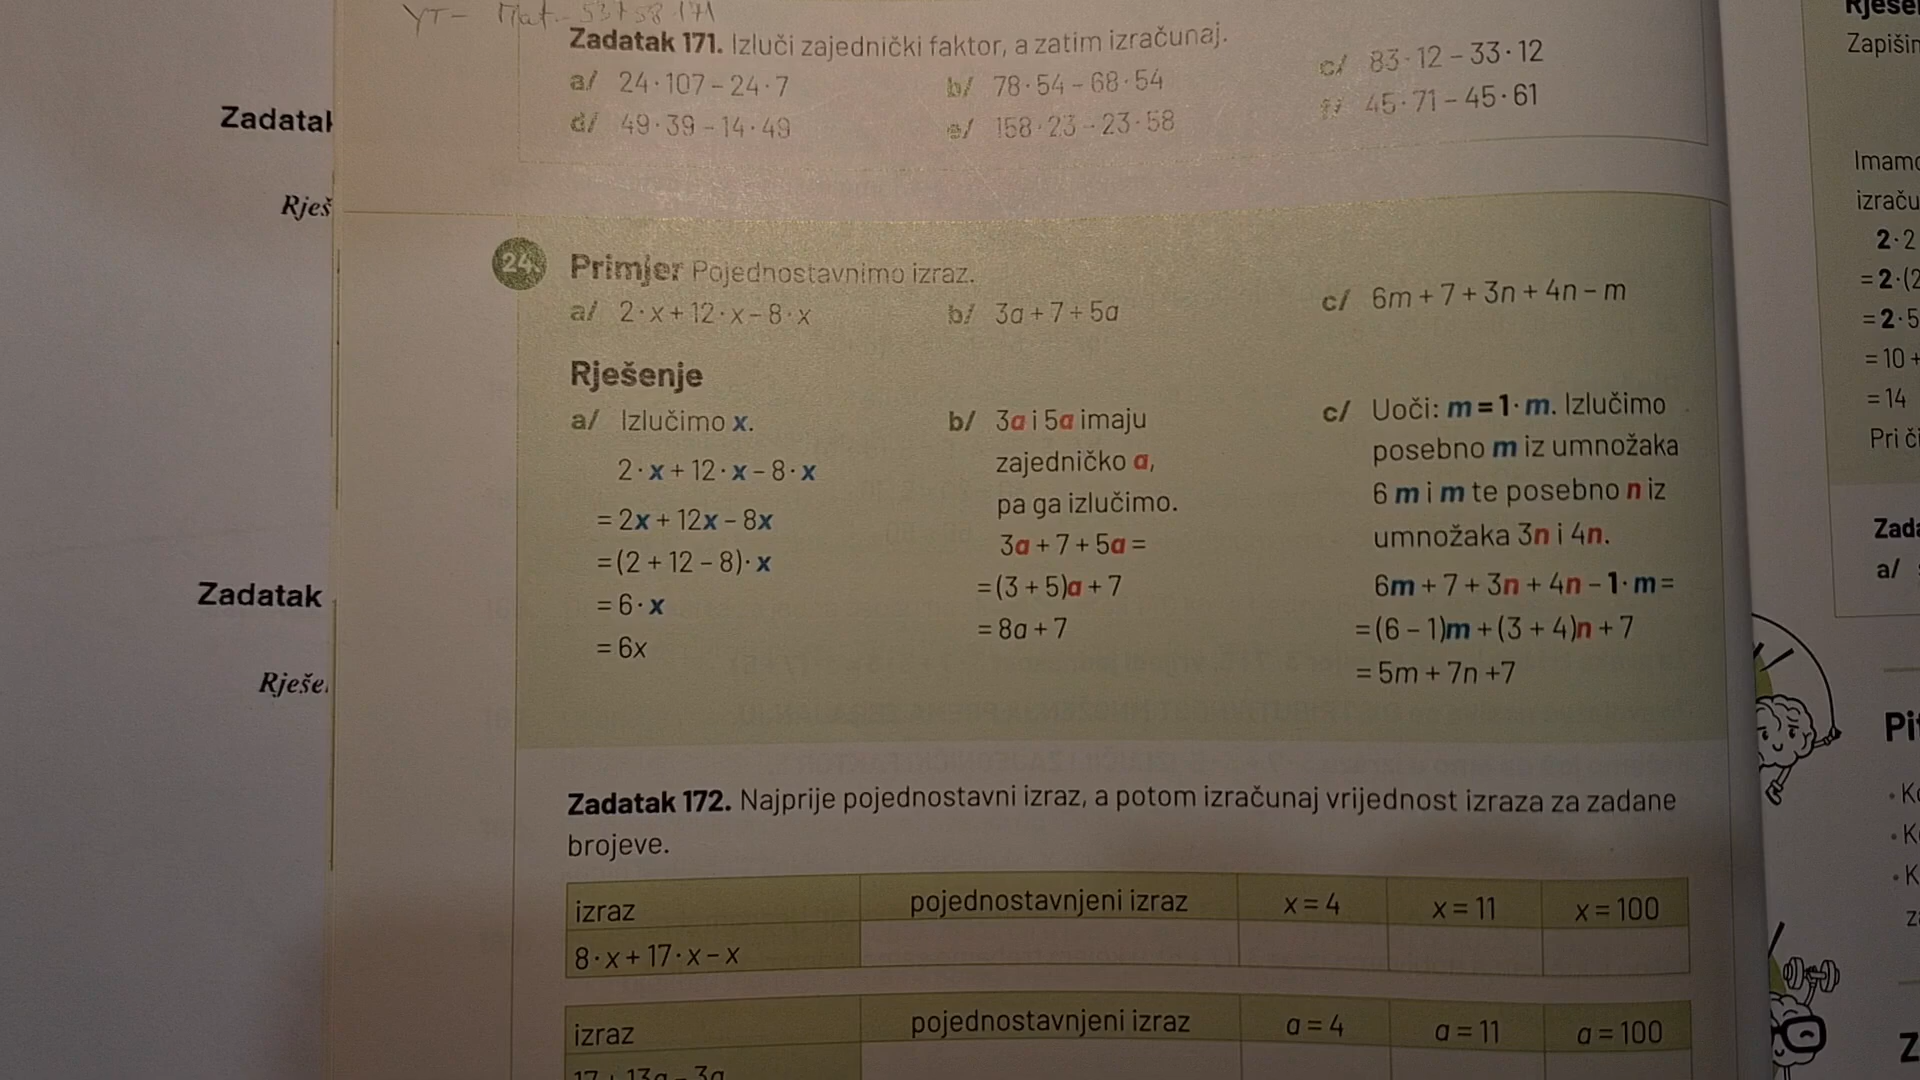 YT - Mat
Zadatak 171. Izluči zajednički faktor, a zatim izračunaj.
a/ 24·107 – 24·7
b/ 78·54 – 68·54
c/ 83·12 – 33·12
d/ 49·39 – 14·49
e/ 158·23 – 23·58
f/ 45·71 – 45·61
24. Primjer Pojednostavnimo izraz.
a/ 2·x + 12·x – 8·x
b/ 3a + 7 + 5a
c/ 6m + 7 + 3n + 4n – m
Rješenje
a/ Izlučimo x.
2·x + 12·x – 8·x
= 2x + 12x – 8x
= (2 + 12 – 8)·x
= 6·x
= 6x
b/ 3a i 5a imaju
zajedničko a,
pa ga izlučimo.
3a + 7 + 5a =
= (3 + 5)a + 7
= 8a + 7
c/ Uoči: m = 1·m. Izlučimo
posebno m iz umnožaka
6 m i m te posebno n iz
umnožaka 3n i 4n.
6m + 7 + 3n + 4n – 1·m =
= (6 – 1)m + (3 + 4)n + 7
= 5m + 7n +7
Zadatak 172. Najprije pojednostavni izraz, a potom izračunaj vrijednost izraza za zadane
brojeve.
izraz pojednostavnjeni izraz x = 4 x = 11 x = 100
8·x + 17·x – x
izraz pojednostavnjeni izraz a = 4 a = 11 a = 100
17 + 13a – 3a
Zadatak
Rješ
Zadatak
Rješe
Rješe
Zapiši
Imamo
izraču
2·2
= 2·(2
= 2·5
= 10 +
= 14
Pri či
Zada
a/
Pi
· Ko
· K
· K
z
Z